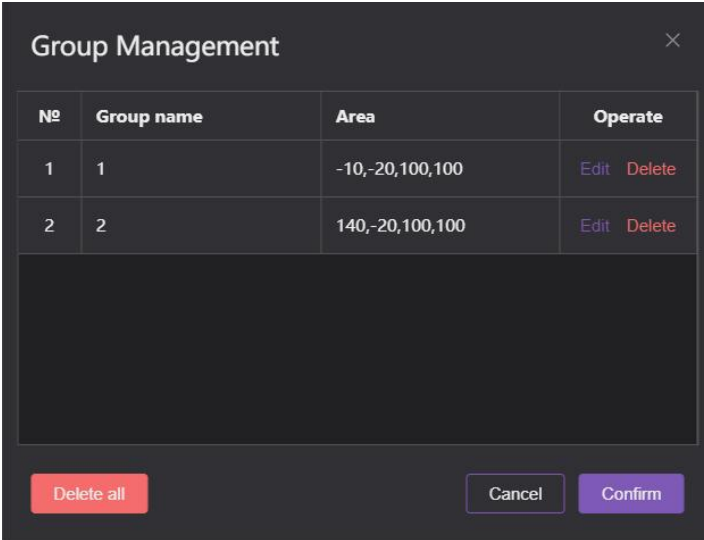 Group Management
№ Group name Area Operate
1 1 -10,-20,100,100 Edit Delete
2 2 140,-20,100,100 Edit Delete
Delete all Cancel Confirm